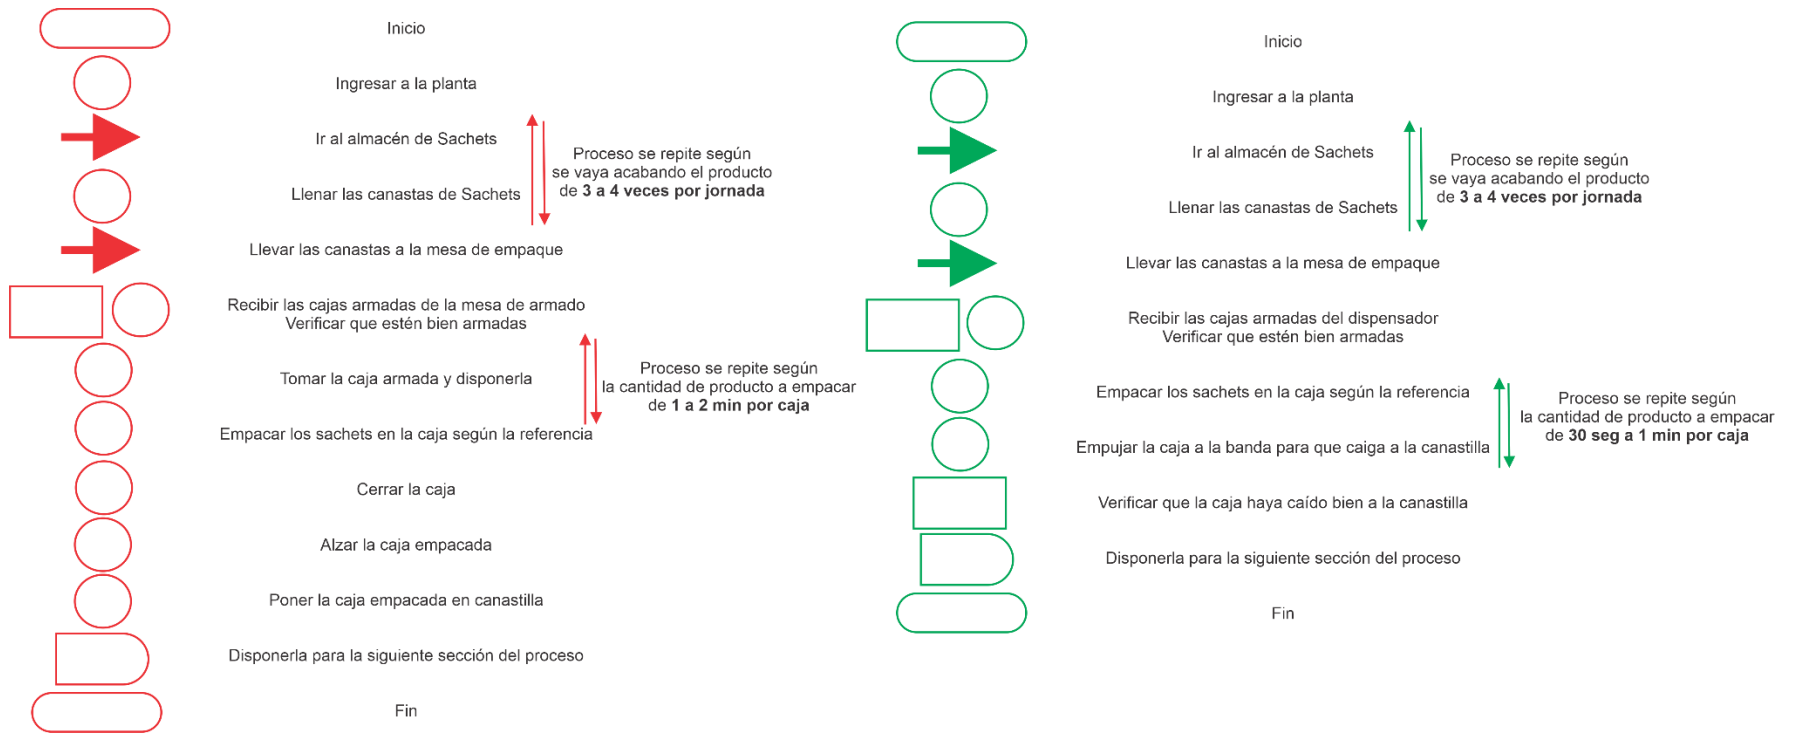 Inicio
Ingresar a la planta
Ir al almacén de Sachets
Llenar las canastas de Sachets
Proceso se repite según
se vaya acabando el producto
de 3 a 4 veces por jornada
Llevar las canastas a la mesa de empaque
Recibir las cajas armadas de la mesa de armado
Verificar que estén bien armadas
Tomar la caja armada y disponerla
Empacar los sachets en la caja según la referencia
Proceso se repite según
la cantidad de producto a empacar
de 1 a 2 min por caja
Cerrar la caja
Alzar la caja empacada
Poner la caja empacada en canastilla
Disponerla para la siguiente sección del proceso
Fin
Inicio
Ingresar a la planta
Ir al almacén de Sachets
Llenar las canastas de Sachets
Proceso se repite según
se vaya acabando el producto
de 3 a 4 veces por jornada
Llevar las canastas a la mesa de empaque
Recibir las cajas armadas del dispensador
Verificar que estén bien armadas
Empacar los sachets en la caja según la referencia
Empujar la caja a la banda para que caiga a la canastilla
Proceso se repite según
la cantidad de producto a empacar
de 30 seg a 1 min por caja
Verificar que la caja haya caído bien a la canastilla
Disponerla para la siguiente sección del proceso
Fin